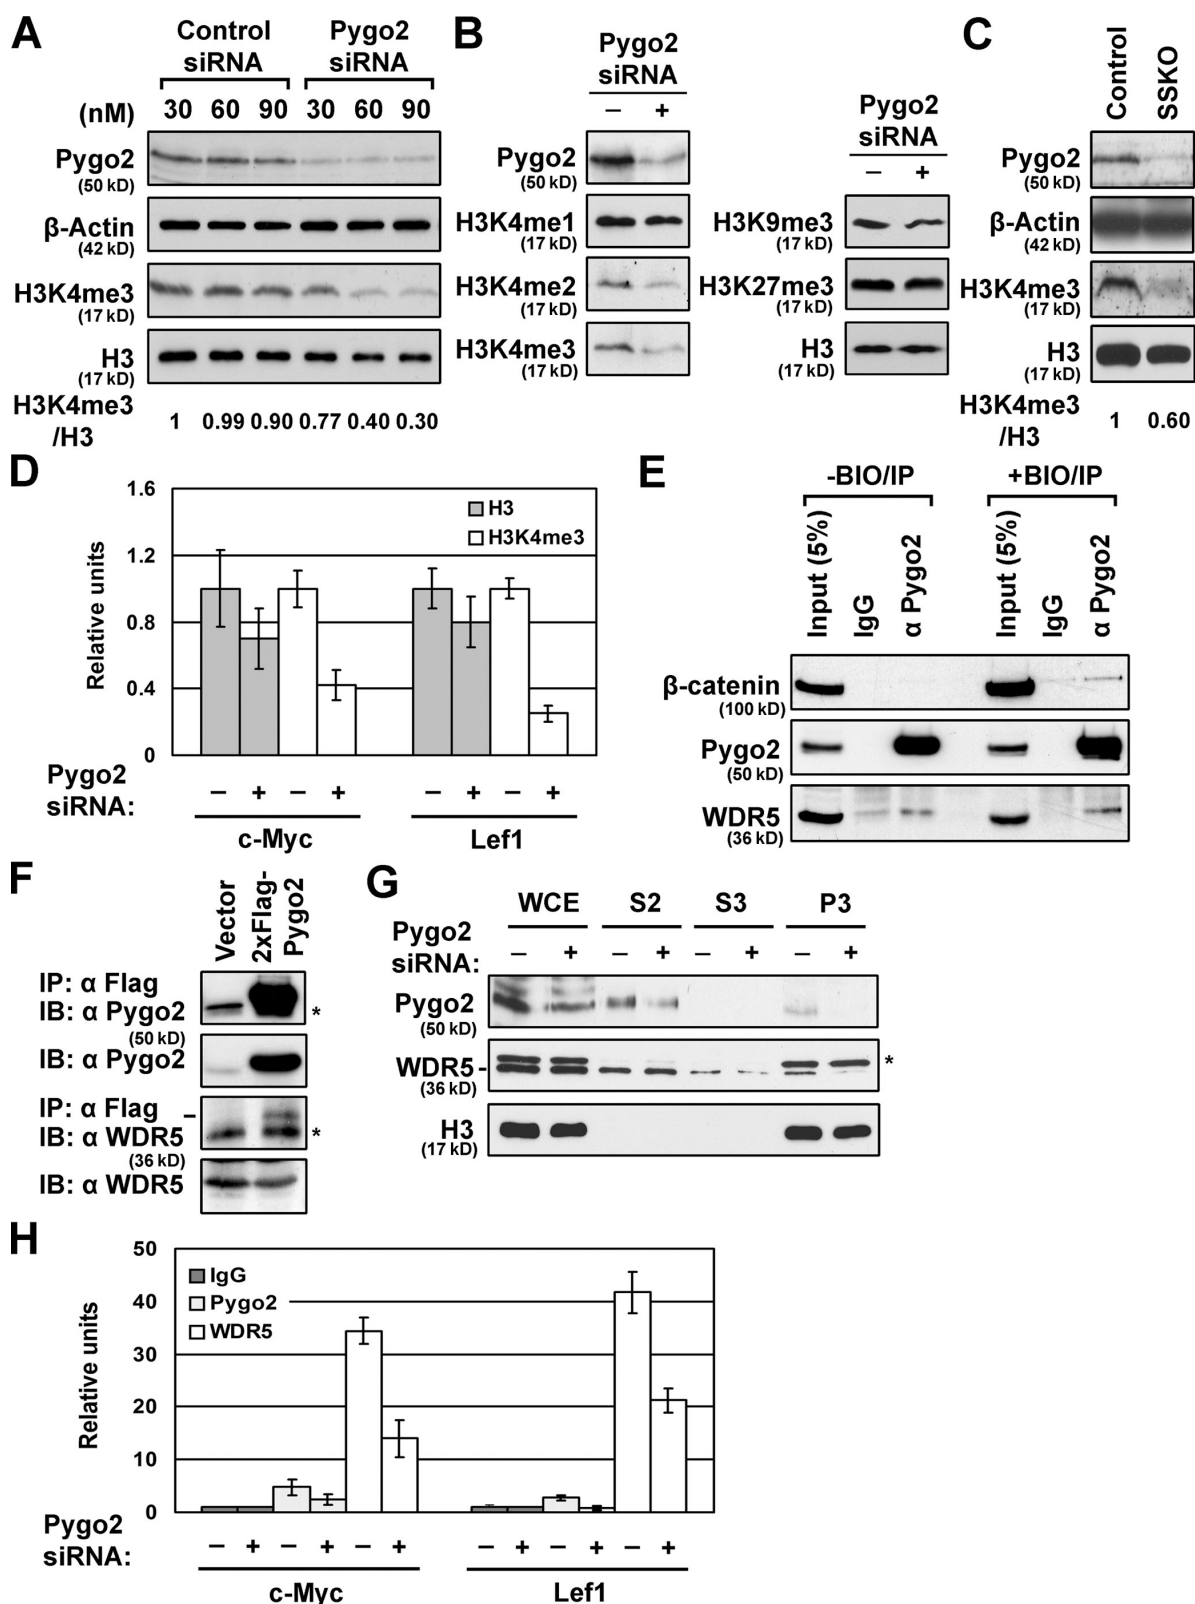 A
Control siRNA
Pygo2 siRNA
(nM) 30 60 90 30 60 90
Pygo2
(50 kD)
β-Actin
(42 kD)
H3K4me3
(17 kD)
H3
(17 kD)
H3K4me3
/H3
1 0.99 0.90 0.77 0.40 0.30
B
Pygo2
siRNA
– +
Pygo2
(50 kD)
H3K4me1
(17 kD)
H3K4me2
(17 kD)
H3K4me3
(17 kD)
Pygo2
siRNA
– +
H3K9me3
(17 kD)
H3K27me3
(17 kD)
H3
(17 kD)
C
Control
SSKO
Pygo2
(50 kD)
β-Actin
(42 kD)
H3K4me3
(17 kD)
H3
(17 kD)
H3K4me3
/H3
1 0.60
D
Relative units
1.6
1.2
0.8
0.4
0
H3
H3K4me3
Pygo2
siRNA:
– + – + – + – +
c-Myc Lef1
E
-BIO/IP +BIO/IP
Input (5%)
IgG
α Pygo2
Input (5%)
IgG
α Pygo2
β-catenin
(100 kD)
Pygo2
(50 kD)
WDR5
(36 kD)
F
Vector
2xFlag-
Pygo2
IP: α Flag
IB: α Pygo2 *
(50 kD)
IB: α Pygo2
IP: α Flag –
IB: α WDR5 *
(36 kD)
IB: α WDR5
G
WCE S2 S3 P3
Pygo2
siRNA:
– + – + – + – +
Pygo2
(50 kD)
WDR5- *
(36 kD)
H3
(17 kD)
H
Relative units
50
40
30
20
10
0
IgG
Pygo2
WDR5
Pygo2
siRNA:
– + – + – + – + – + – +
c-Myc Lef1